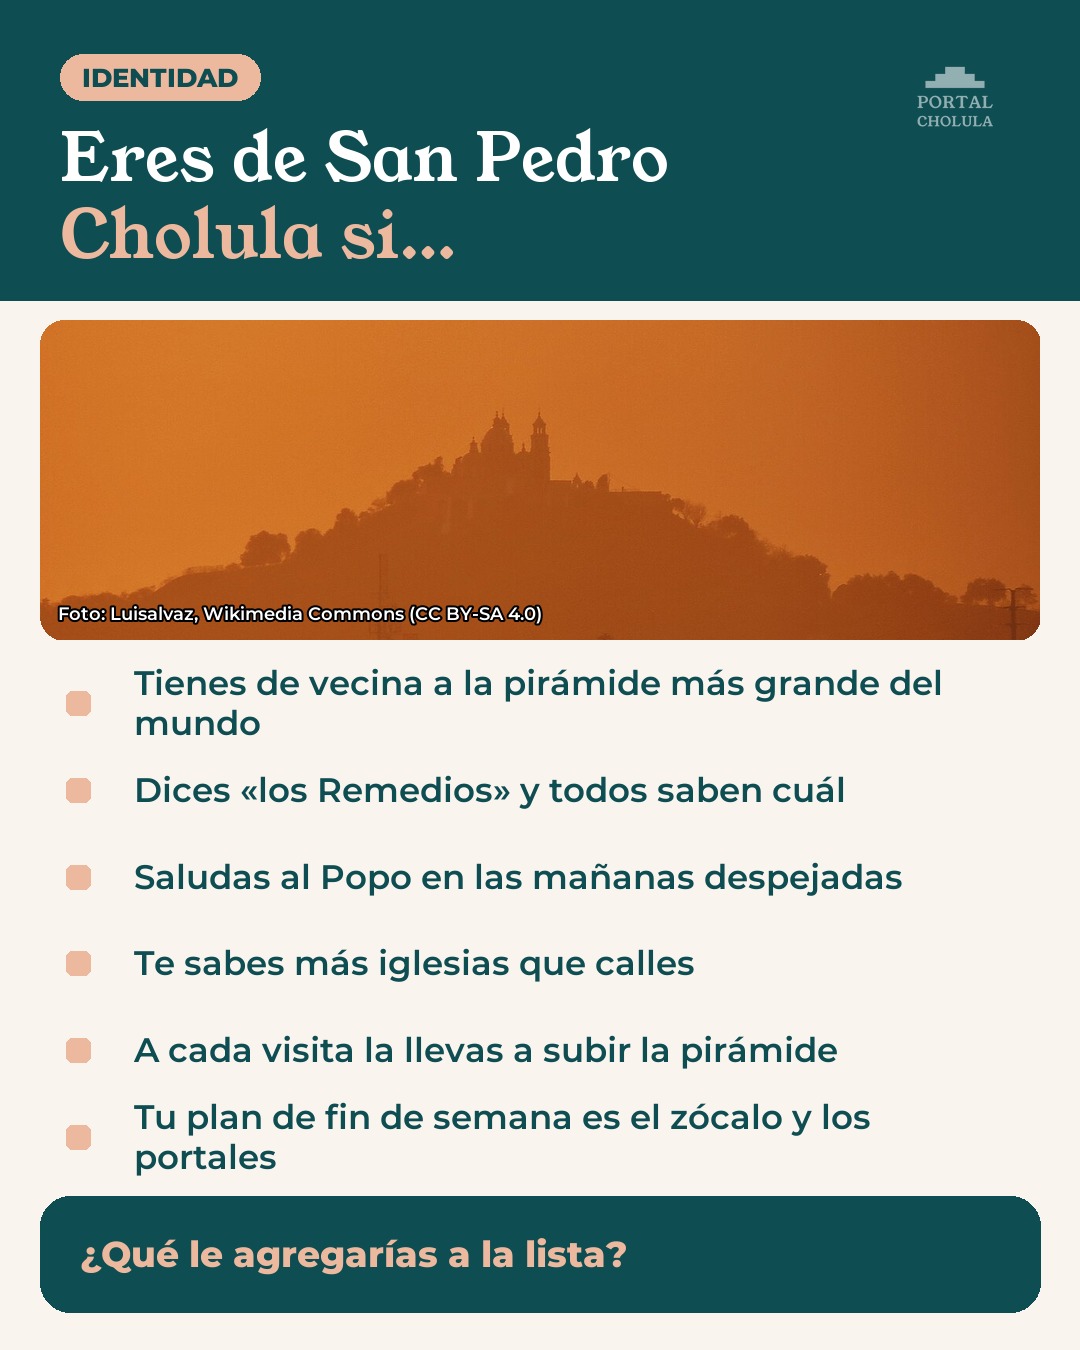 IDENTIDAD
PORTAL
CHOLULA
Eres de San Pedro
Cholula si...
Foto: Luisalvaz, Wikimedia Commons (CC BY-SA 4.0)
Tienes de vecina a la pirámide más grande del
mundo
Dices «los Remedios» y todos saben cuál
Saludas al Popo en las mañanas despejadas
Te sabes más iglesias que calles
A cada visita la llevas a subir la pirámide
Tu plan de fin de semana es el zócalo y los
portales
¿Qué le agregarías a la lista?